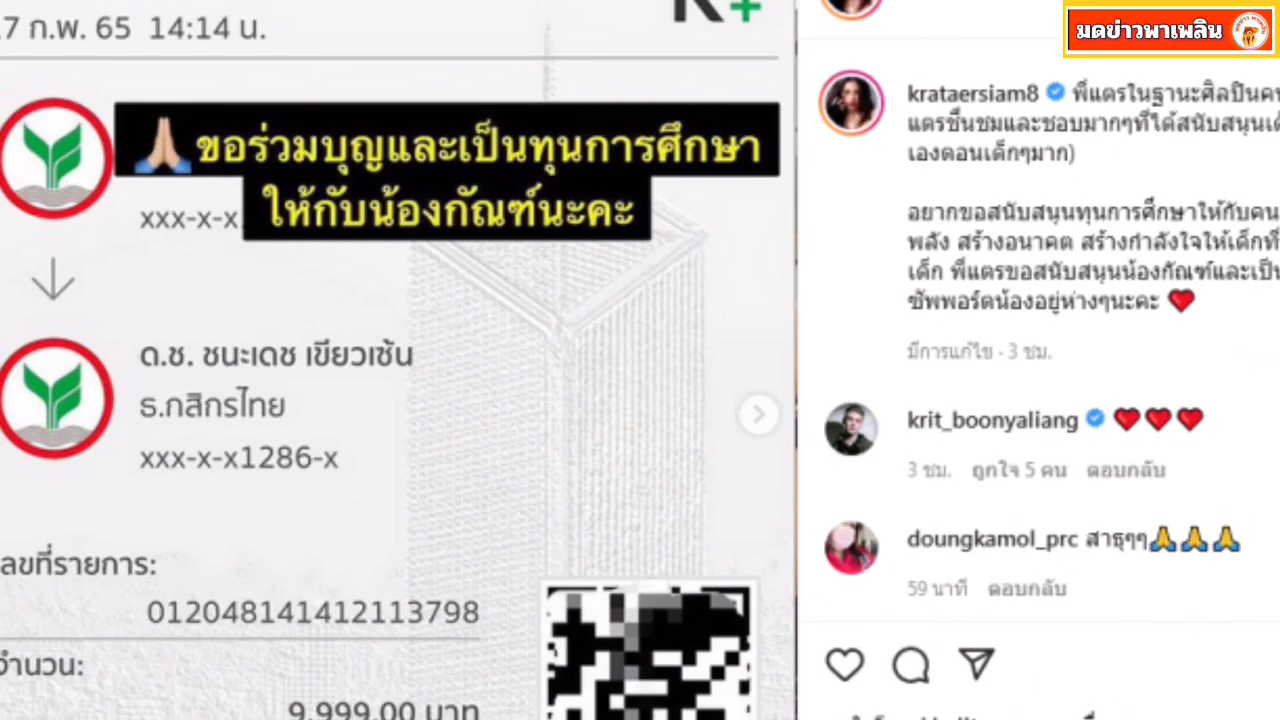 7 ก.พ. 65 14:14 น.
K+
มดข่าวพาเพลิน
🙏🏻ขอร่วมบุญและเป็นทุนการศึกษา
ให้กับน้องกัณฑ์นะคะ
xxx-x-x
ด.ช. ชนะเดช เขียวเซ้น
ธ.กสิกรไทย
xxx-x-x1286-x
ลขที่รายการ:
012048141412113798
จำนวน:
9,999.00 บาท
krataersiam8 พี่แตรในฐานะศิลปินค
แตรชื่นชมและชอบมากๆที่ได้สนับสนุนเด็
เองตอนเด็กๆมาก)
อยากขอสนับสนุนทุนการศึกษาให้กับคน
พลัง สร้างอนาคต สร้างกำลังใจให้เด็กที่
เด็ก พี่แตรขอสนับสนุนน้องกัณฑ์และเป็น
ซัพพอร์ตน้องอยู่ห่างๆนะคะ ❤️
มีการแก้ไข · 3 ชม.
krit_boonyaliang ❤️❤️❤️
3 ชม. ถูกใจ 5 คน ตอบกลับ
doungkamol_prc สาธุๆๆ🙏🙏🙏
59 นาที ตอบกลับ